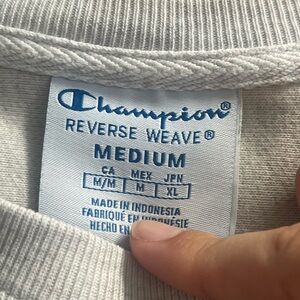 Champion®
REVERSE WEAVE®
MEDIUM
CA MEX JPN
M/M M XL
MADE IN INDONESIA
FABRIQUÉ EN INDONÉSIE
HECHO EN